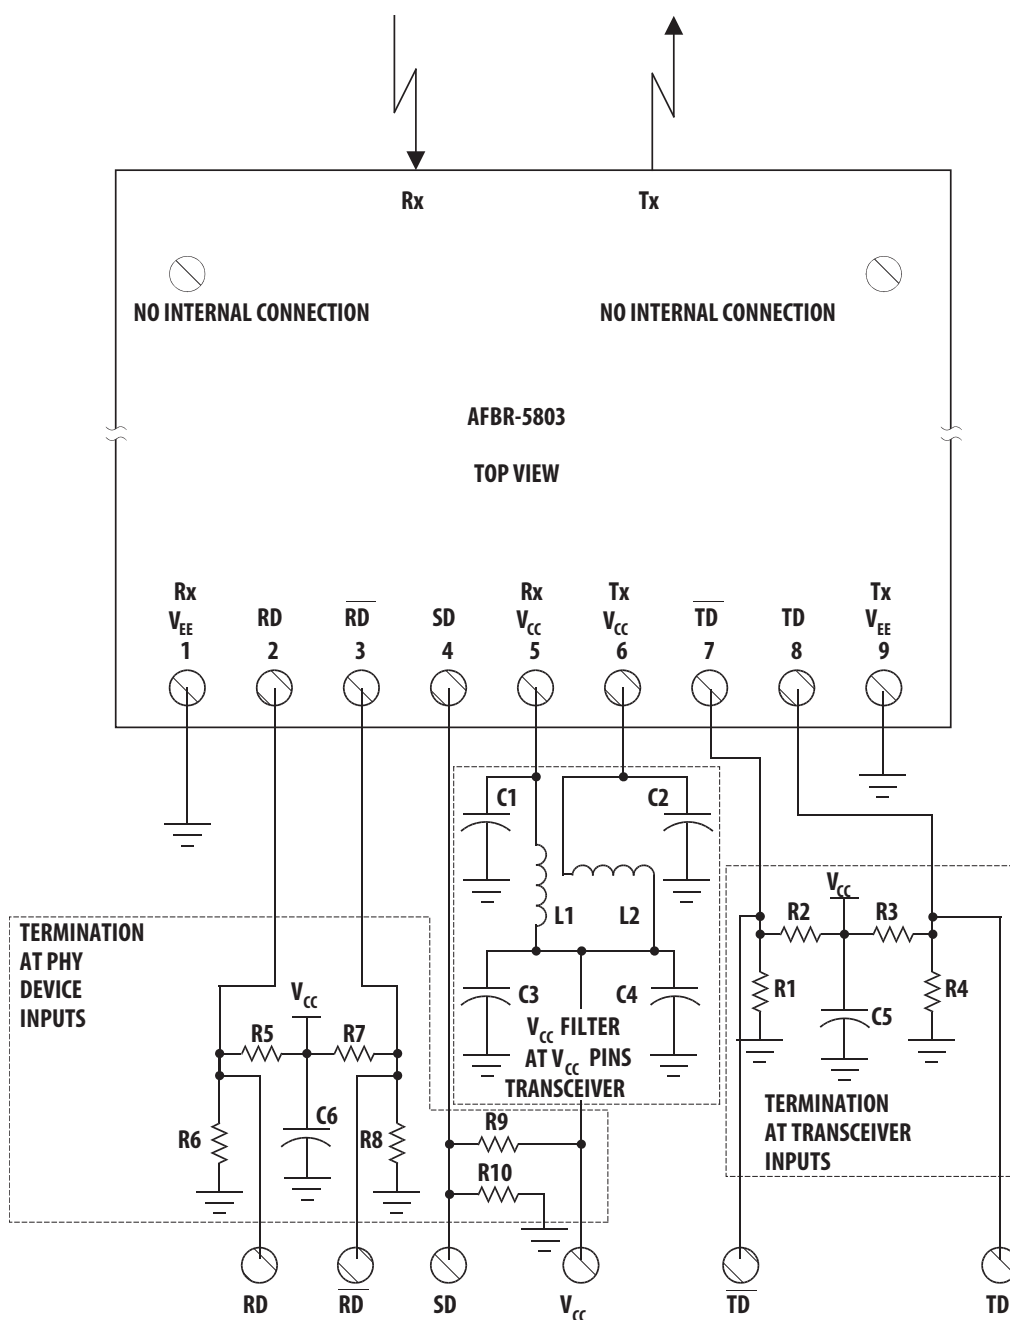 Rx Tx
NO INTERNAL CONNECTION NO INTERNAL CONNECTION
AFBR-5803
TOP VIEW
Rx Rx Tx Tx
VEE RD RD SD VCC VCC TD TD VEE
1 2 3 4 5 6 7 8 9
C1 C2
L1 L2
VCC
R2 R3
TERMINATION
AT PHY
DEVICE
INPUTS
C3 C4
R1 C5 R4
VCC
R5 R7
VCC FILTER
AT VCC PINS
TRANSCEIVER
TERMINATION
AT TRANSCEIVER
INPUTS
R6 C6 R8
R9
R10
RD RD SD VCC TD TD